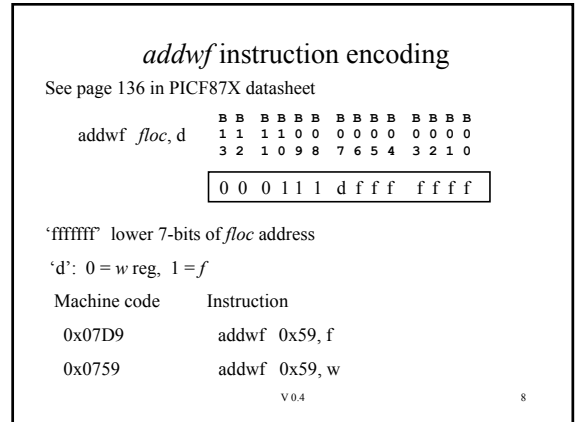 addwf instruction encoding
See page 136 in PICF87X datasheet
B B B B B B B B B B B B B B
addwf floc, d 1 1 1 1 0 0 0 0 0 0 0 0 0 0
3 2 1 0 9 8 7 6 5 4 3 2 1 0
0 0 0 1 1 1 d f f f f f f f
‘fffffff’ lower 7-bits of floc address
‘d’: 0 = w reg, 1 = f
Machine code Instruction
0x07D9 addwf 0x59, f
0x0759 addwf 0x59, w
V 0.4 8